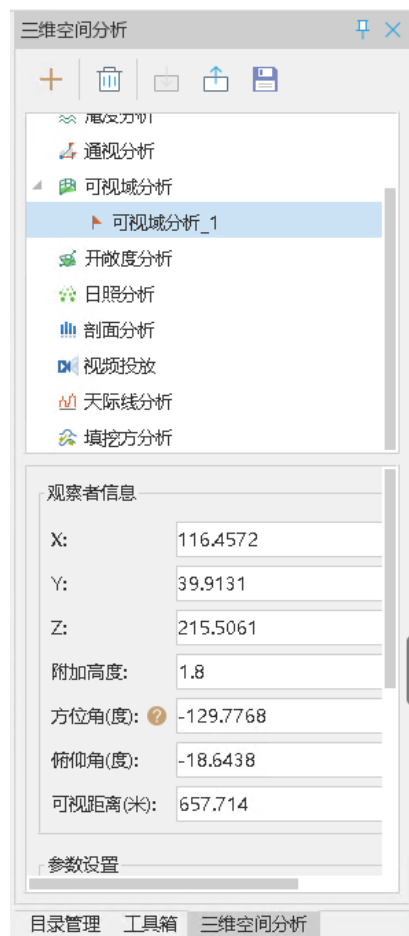 三维空间分析
通视分析
可视域分析
可视域分析_1
开敞度分析
日照分析
剖面分析
视频投放
天际线分析
填挖方分析
观察者信息
X: 116.4572
Y: 39.9131
Z: 215.5061
附加高度: 1.8
方位角(度): ? -129.7768
俯仰角(度): -18.6438
可视距离(米): 657.714
参数设置
目录管理 工具箱 三维空间分析